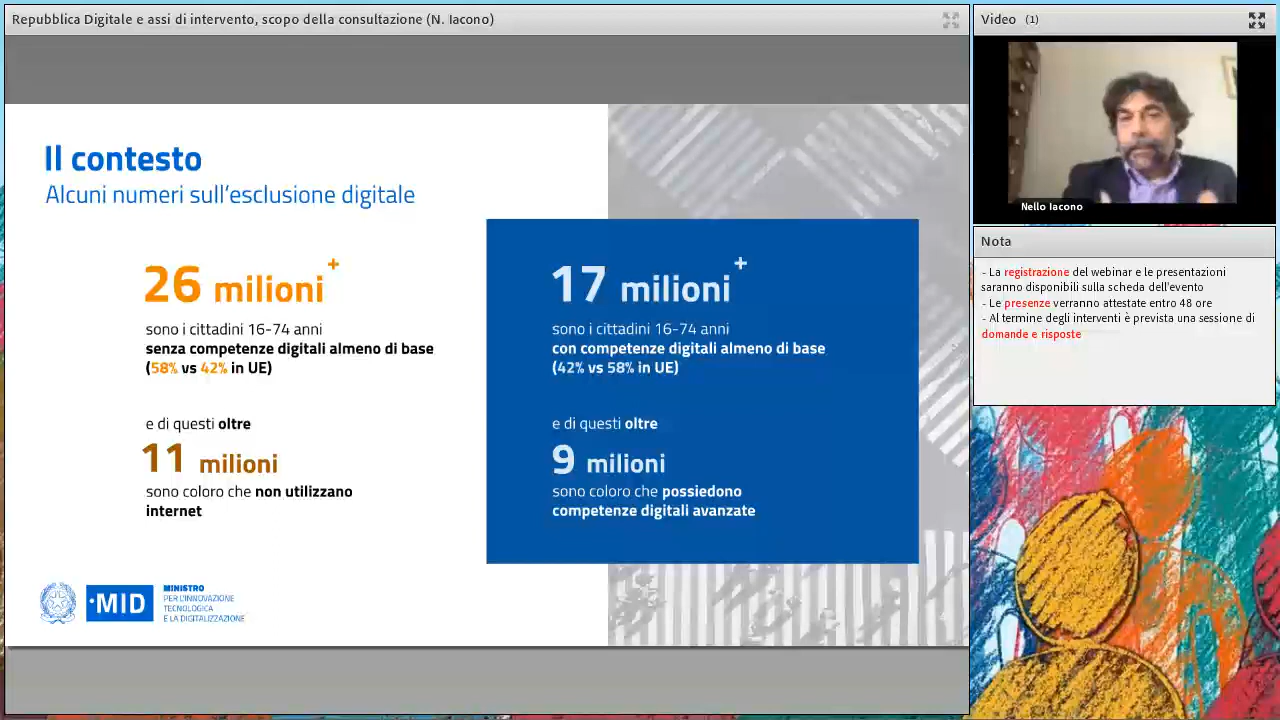 Repubblica Digitale e assi di intervento, scopo della consultazione (N. Iacono)
Il contesto
Alcuni numeri sull'esclusione digitale
26 milioni+
sono i cittadini 16-74 anni
senza competenze digitali almeno di base
(58% vs 42% in UE)
e di questi oltre
11 milioni
sono coloro che non utilizzano
internet
17 milioni+
sono i cittadini 16-74 anni
con competenze digitali almeno di base
(42% vs 58% in UE)
e di questi oltre
9 milioni
sono coloro che possiedono
competenze digitali avanzate
·MID
MINISTRO
PER L'INNOVAZIONE
TECNOLOGICA
E LA DIGITALIZZAZIONE
Video (1)
Nello Iacono
Nota
- La registrazione del webinar e le presentazioni
saranno disponibili sulla scheda dell'evento
- Le presenze verranno attestate entro 48 ore
- Al termine degli interventi è prevista una sessione di
domande e risposte